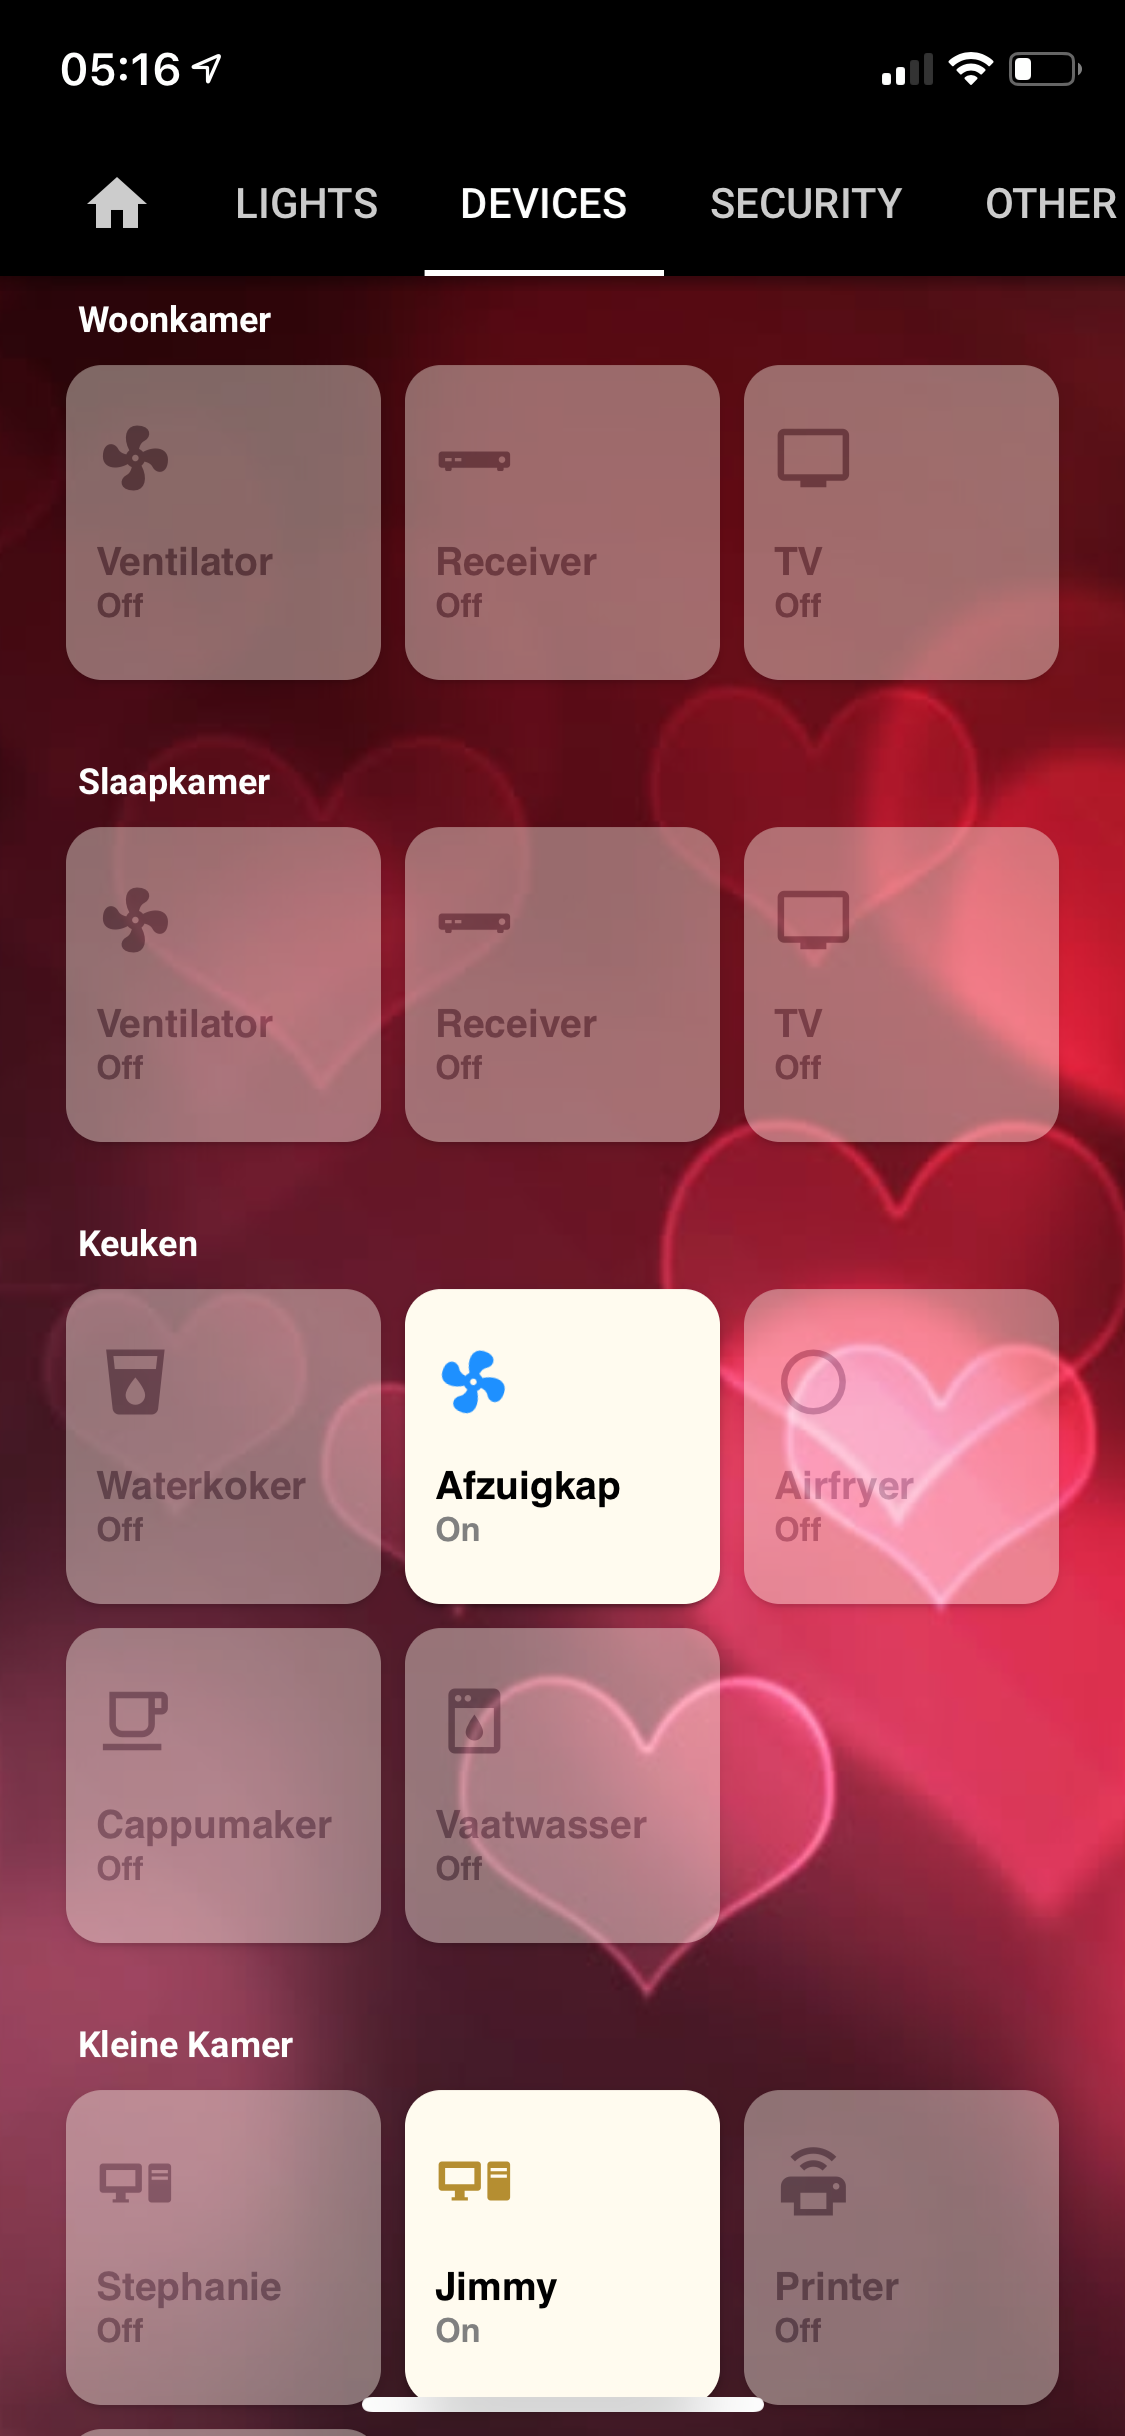 05:16
LIGHTS DEVICES SECURITY OTHER
Woonkamer
Ventilator Receiver TV
Off Off Off
Slaapkamer
Ventilator Receiver TV
Off Off Off
Keuken
Waterkoker Afzuigkap Airfryer
Off On Off
Cappumaker Vaatwasser
Off Off
Kleine Kamer
Stephanie Jimmy Printer
Off On Off